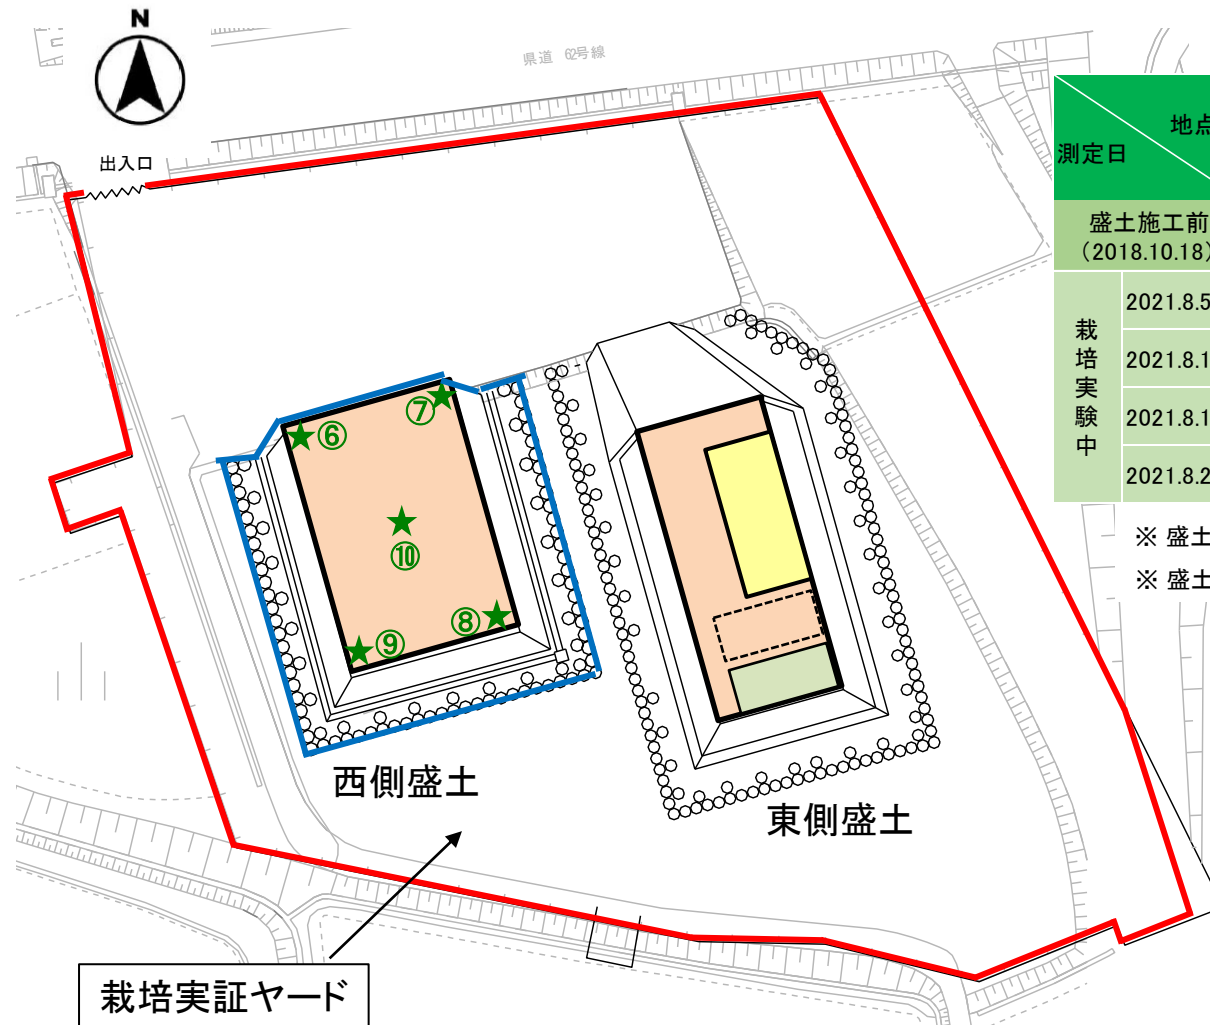 N
県道 62号線
出入口
地点
測定日
盛土施工前
(2018.10.18)
栽培実験中
2021.8.5
2021.8.1
2021.8.1
2021.8.2
※ 盛土
※ 盛土
⑦
⑥
⑩
⑧
⑨
西側盛土
東側盛土
栽培実証ヤード